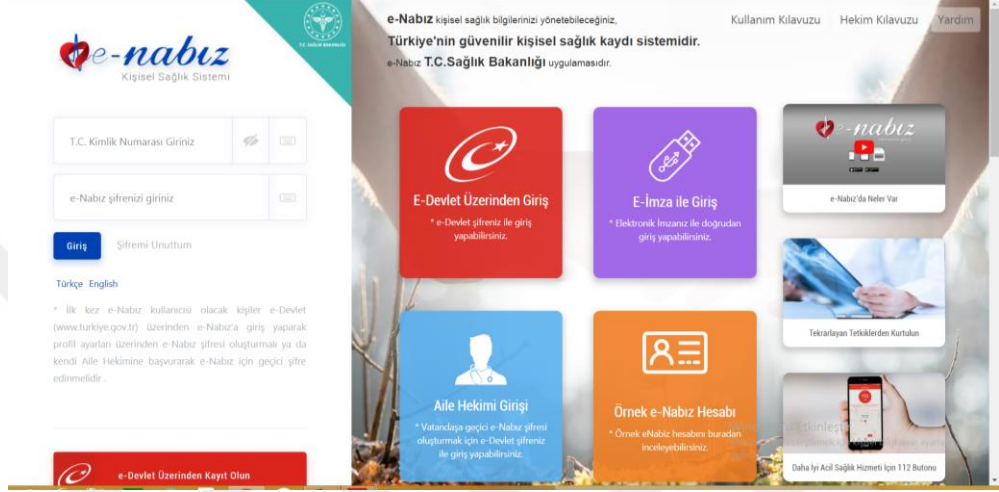 e-nabız
Kişisel Sağlık Sistemi
T.C. SAĞLIK BAKANLIĞI
T.C. Kimlik Numarası Giriniz
e-Nabız şifrenizi giriniz
Giriş
Şifremi Unuttum
Türkçe English
* İlk kez e-Nabız kullanıcısı olacak kişiler e-Devlet
(www.turkiye.gov.tr) üzerinden e-Nabız'a giriş yaparak
profil ayarları üzerinden e-Nabız şifresi oluşturmalı ya da
kendi Aile Hekimine başvurarak e-Nabız için geçici şifre
edinmelidir .
e-Devlet Üzerinden Kayıt Olun
e-Nabız kişisel sağlık bilgilerinizi yönetebileceğiniz,
Türkiye'nin güvenilir kişisel sağlık kaydı sistemidir.
e-Nabız T.C.Sağlık Bakanlığı uygulamasıdır.
Kullanım Kılavuzu Hekim Kılavuzu Yardım
E-Devlet Üzerinden Giriş
* e-Devlet şifreniz ile giriş
yapabilirsiniz.
E-İmza ile Giriş
* Elektronik İmzanız ile doğrudan
giriş yapabilirsiniz.
Aile Hekimi Girişi
* Vatandaşa geçici e-Nabız şifresi
oluşturmak için e-Devlet şifreniz
ile giriş yapabilirsiniz.
Örnek e-Nabız Hesabı
* Örnek eNabız hesabını buradan
inceleyebilirsiniz.
e-nabız
e-Nabız'da Neler Var
Tekrarlayan Tetkiklerden Kurtulun
Daha İyi Acil Sağlık Hizmeti İçin 112 Butonu